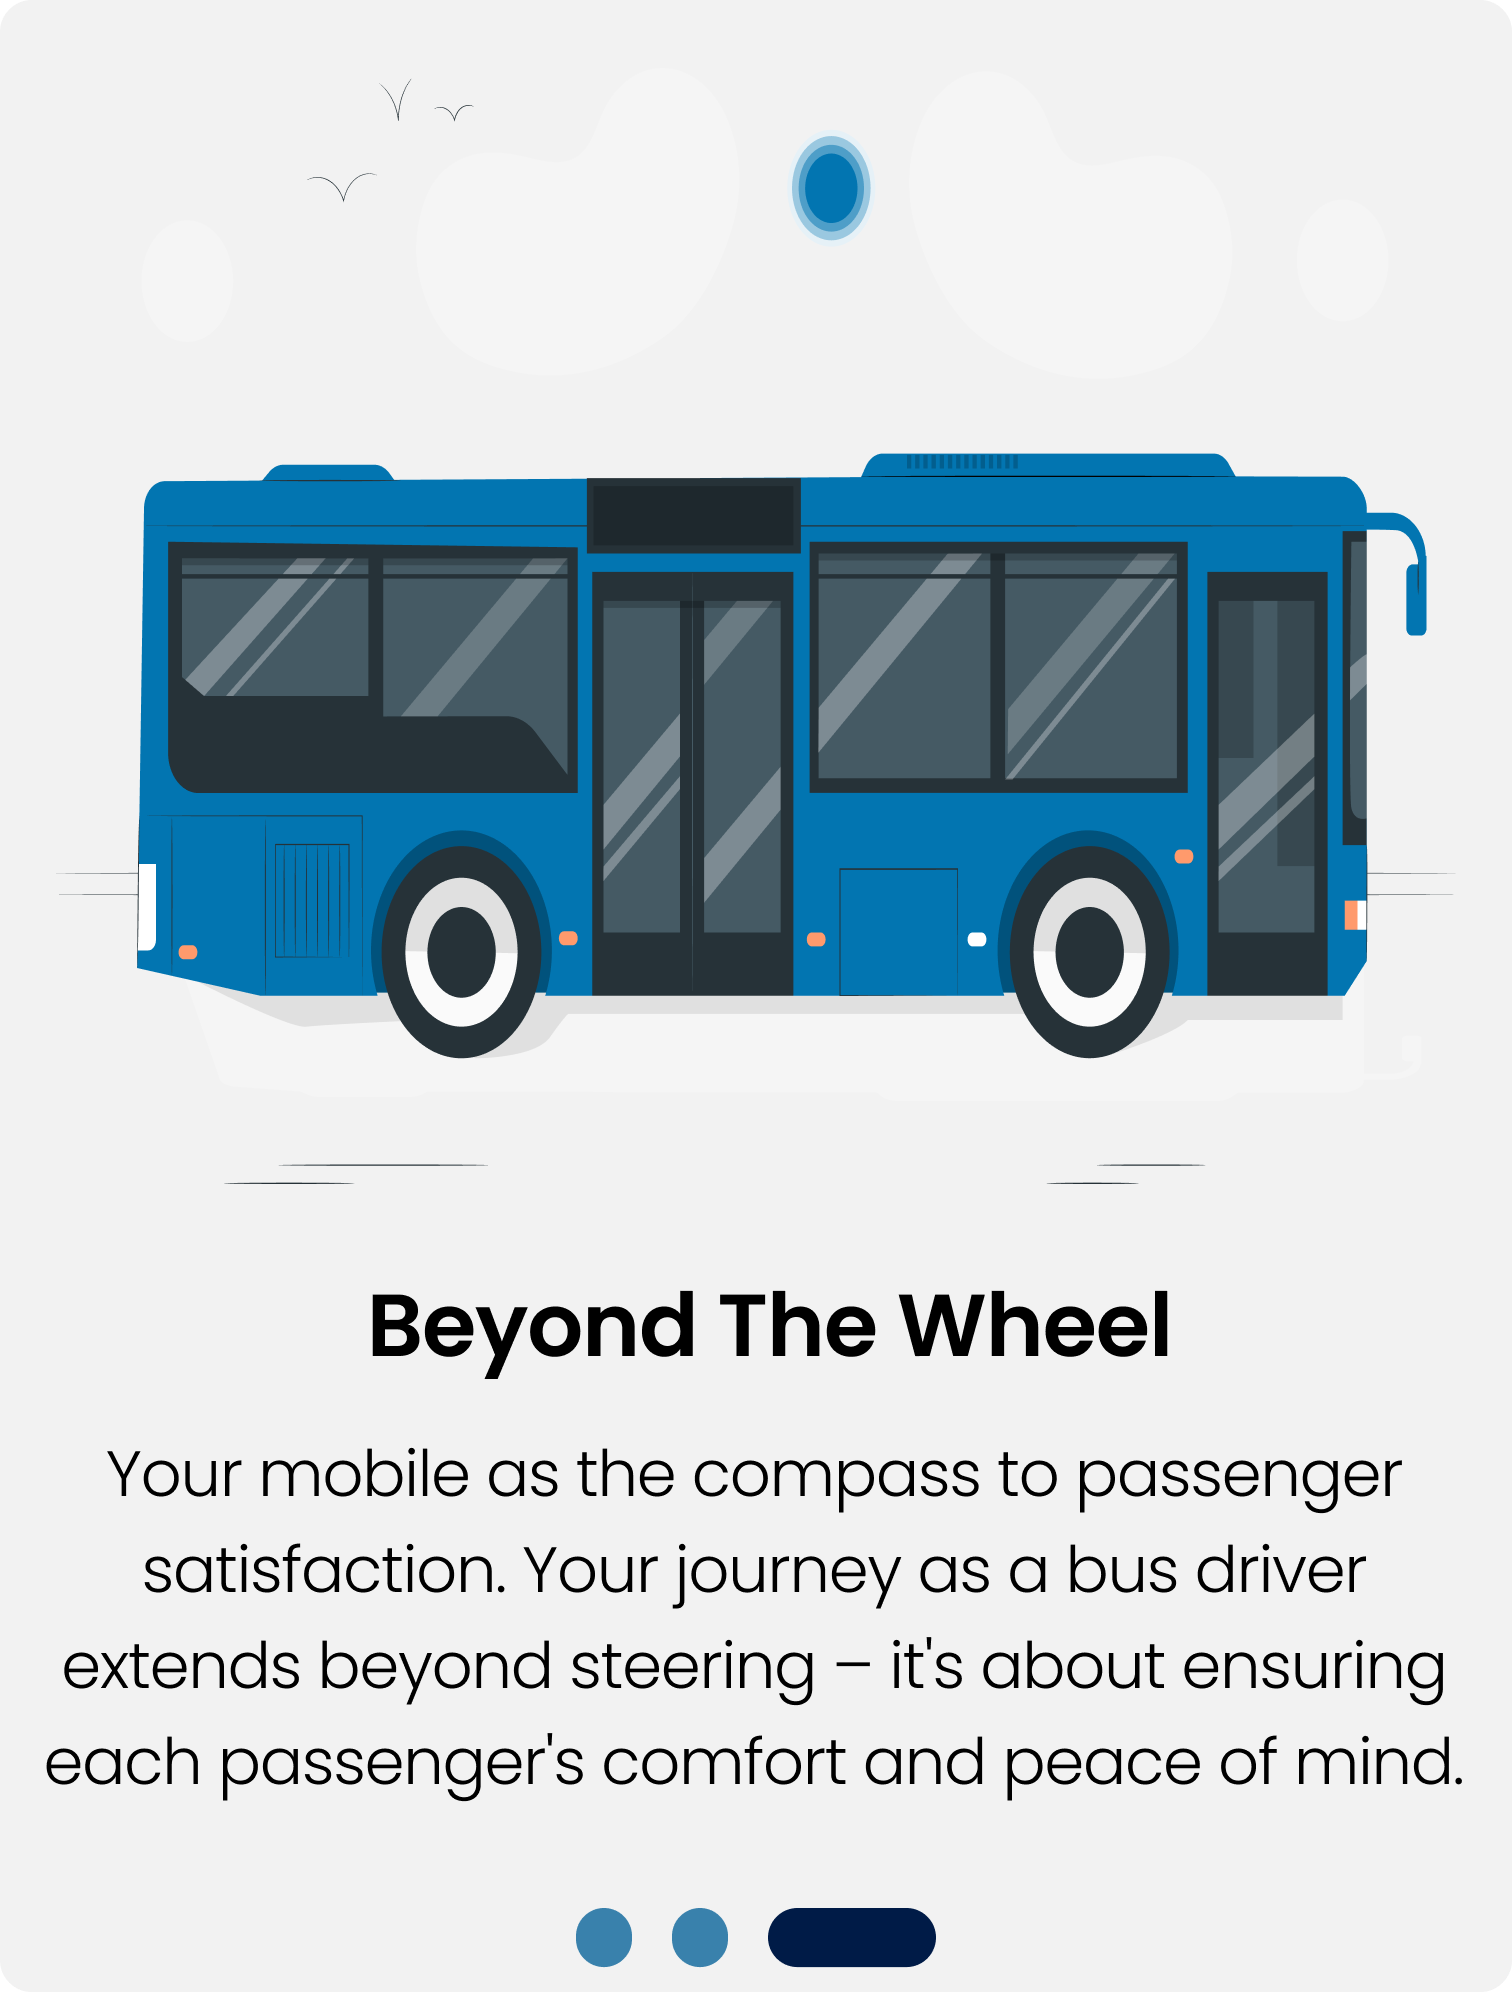 Beyond The Wheel
Your mobile as the compass to passenger
satisfaction. Your journey as a bus driver
extends beyond steering – it's about ensuring
each passenger's comfort and peace of mind.